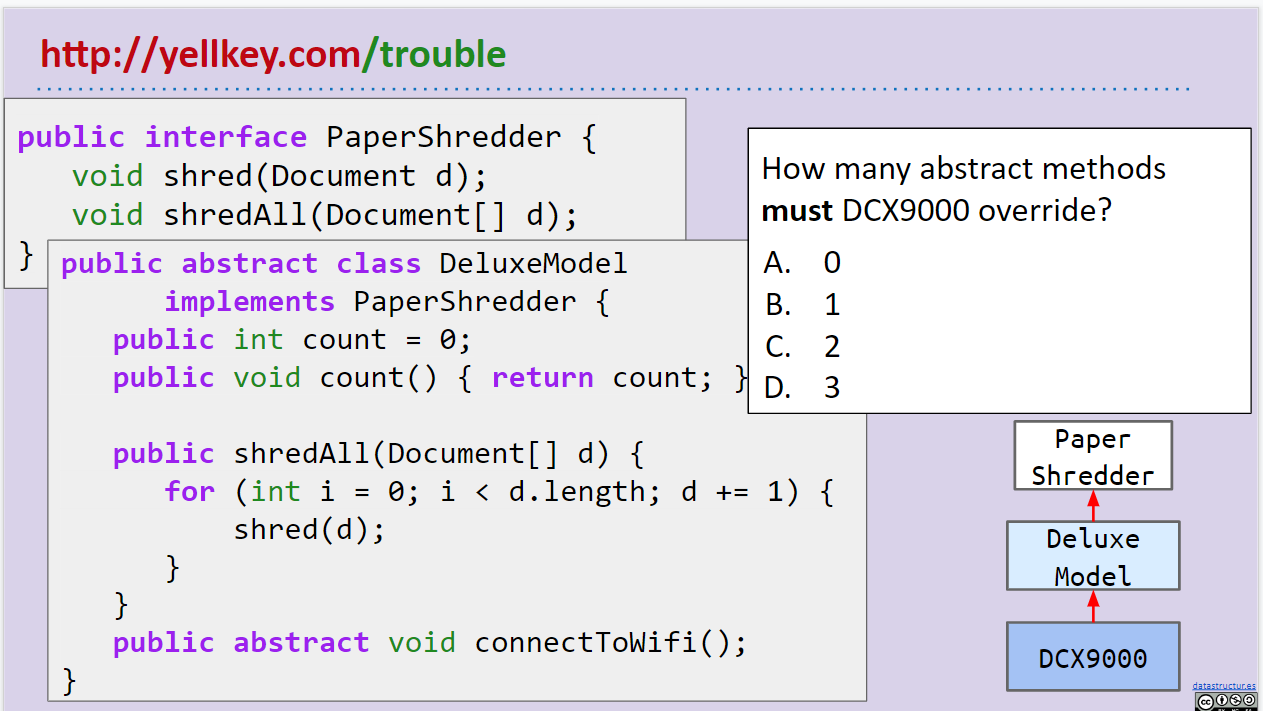 http://yellkey.com/trouble
public interface PaperShredder {
void shred(Document d);
void shredAll(Document[] d);
}
public abstract class DeluxeModel
implements PaperShredder {
public int count = 0;
public void count() { return count; }
public shredAll(Document[] d) {
for (int i = 0; i < d.length; d += 1) {
shred(d);
}
}
public abstract void connectToWifi();
}
How many abstract methods
must DCX9000 override?
A. 0
B. 1
C. 2
D. 3
Paper
Shredder
Deluxe
Model
DCX9000
datastructur.es
cc